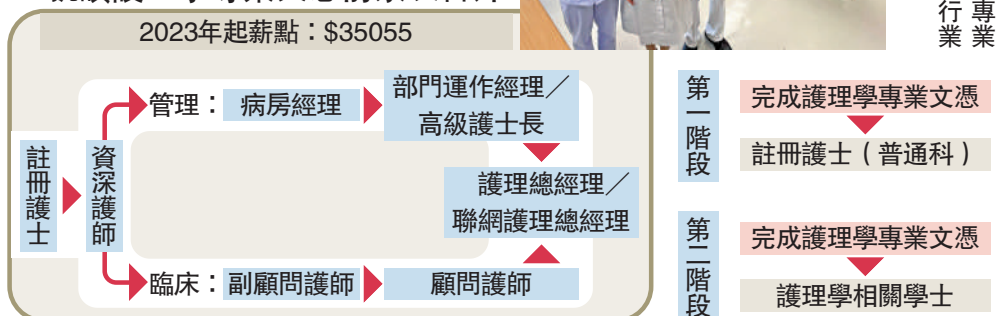 2023年起薪點：$35055
註冊護士
資深護師
管理：
病房經理
部門運作經理／
高級護士長
護理總經理／
聯網護理總經理
臨床：
副顧問護師
顧問護師
專業
行業
第一階段
完成護理學專業文憑
註冊護士（普通科）
第二階段
完成護理學專業文憑
護理學相關學士